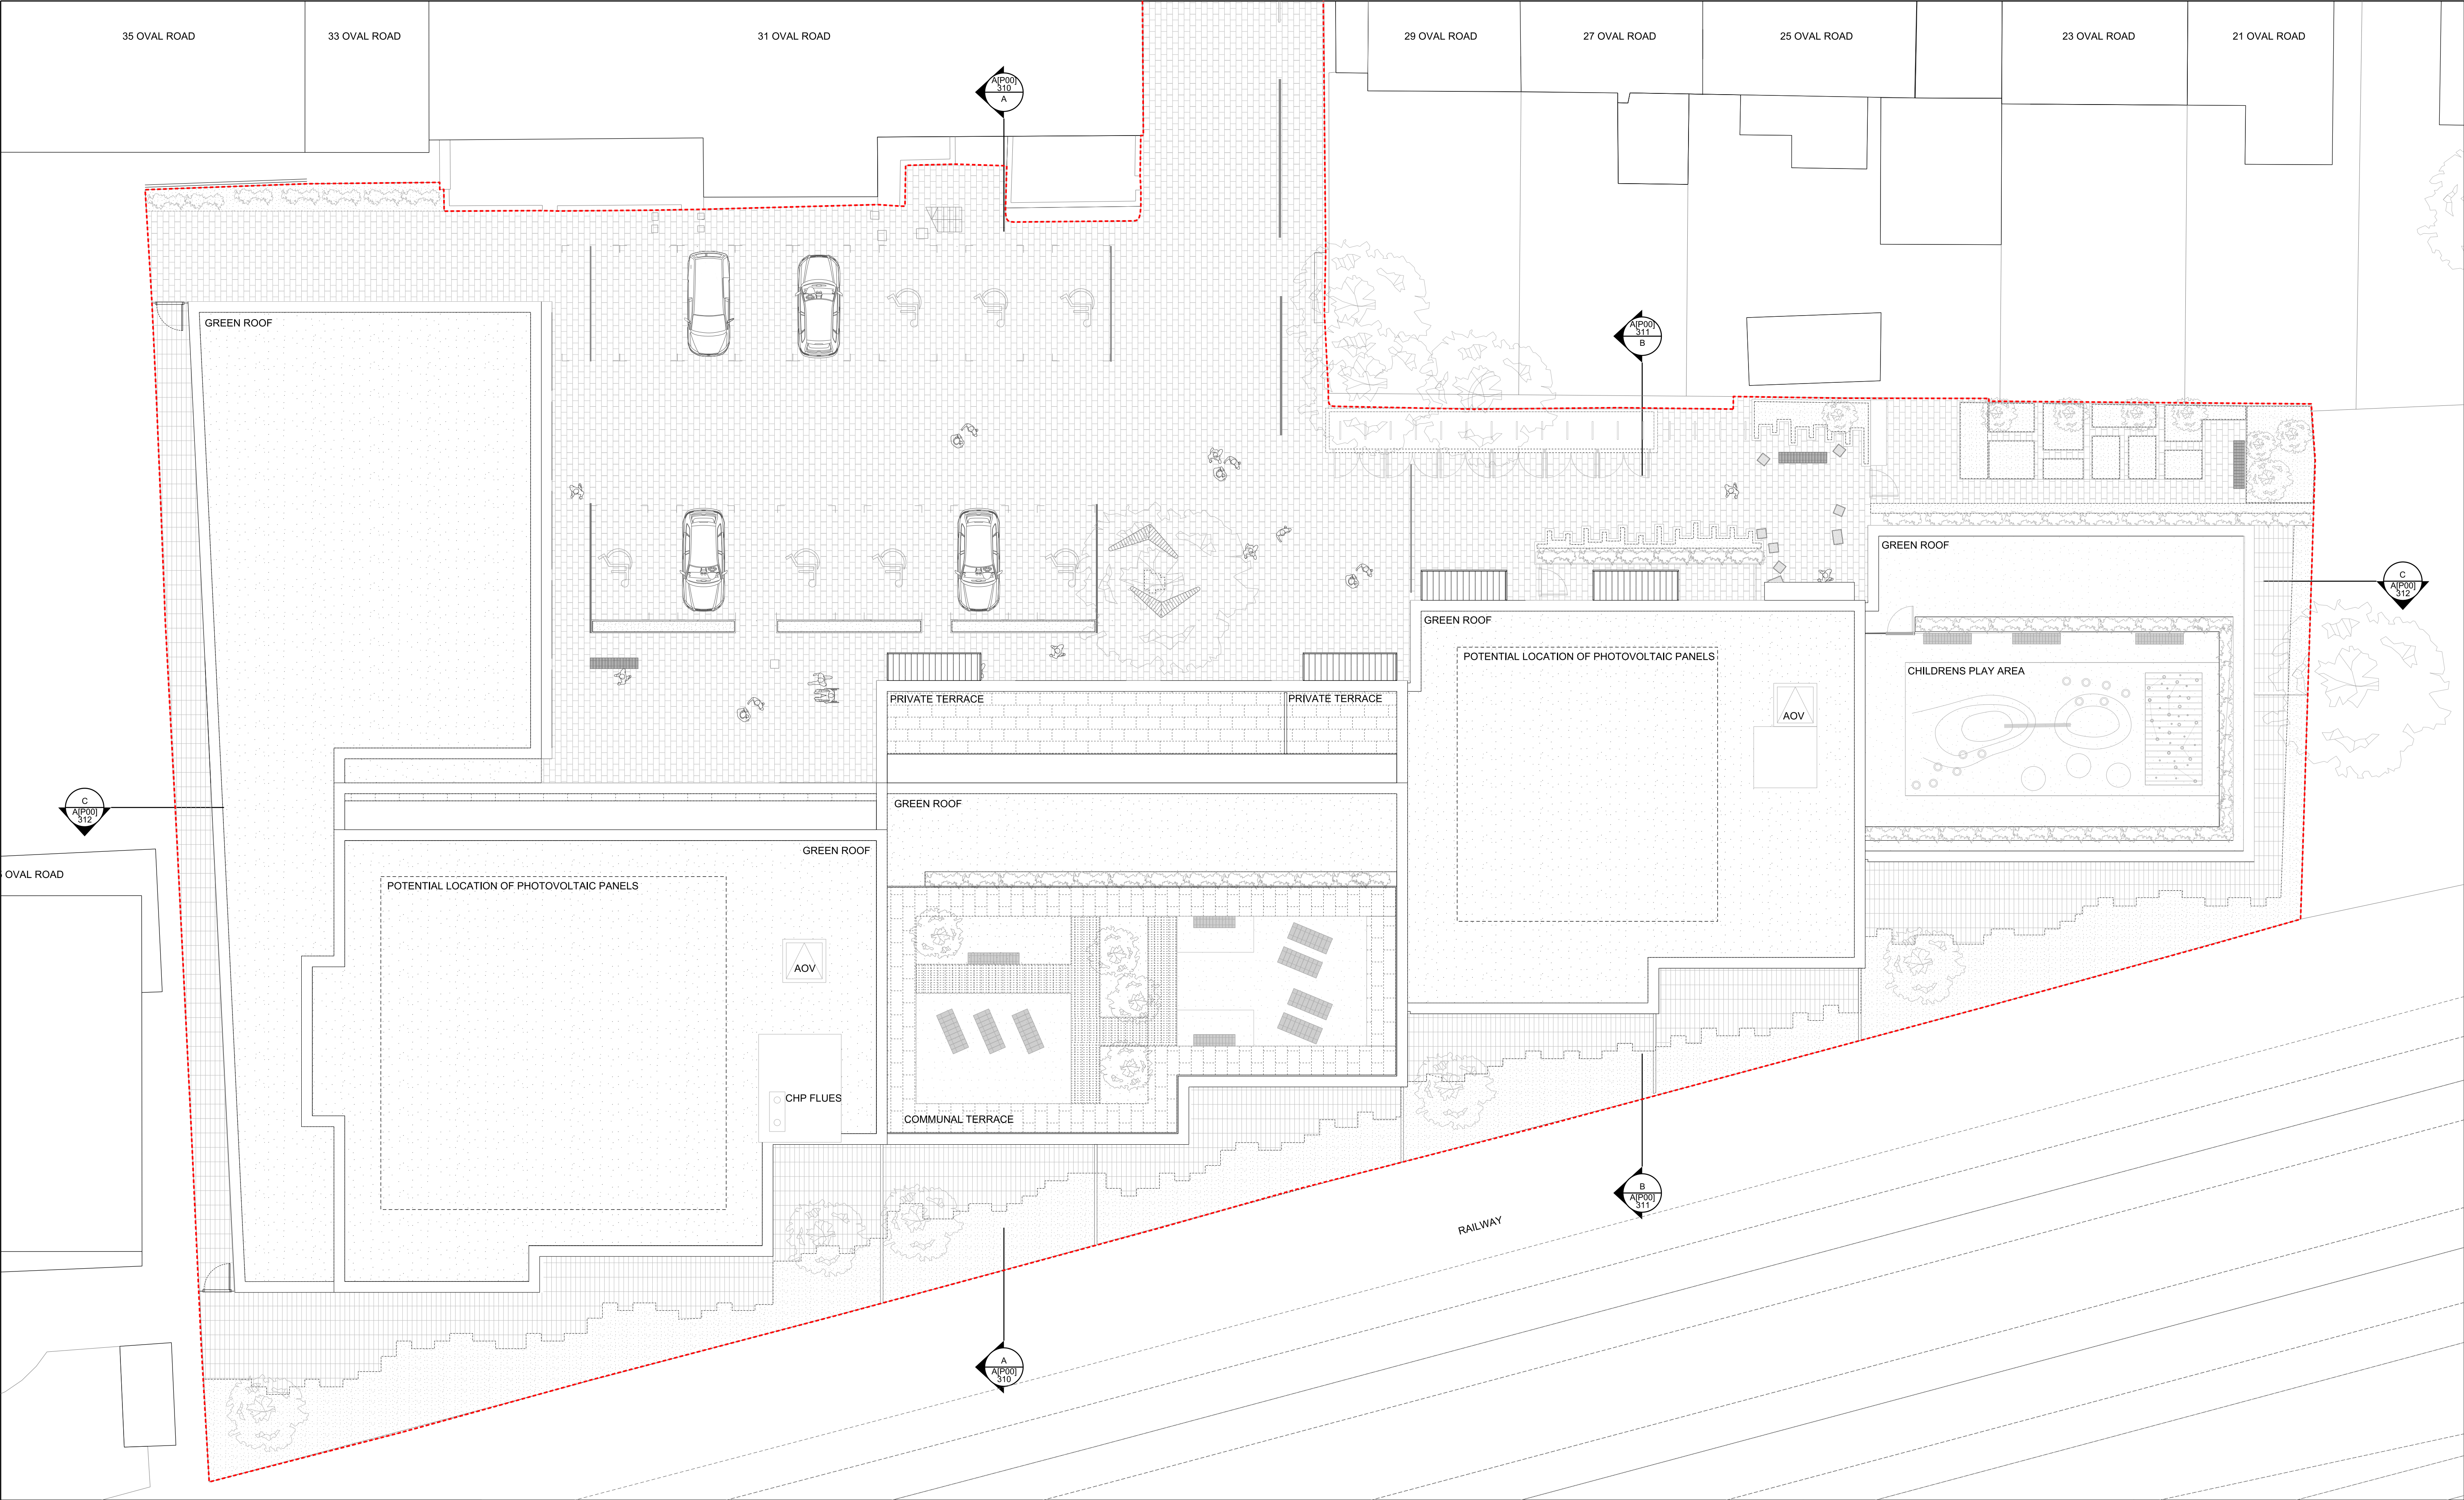 35 OVAL ROAD
33 OVAL ROAD
31 OVAL ROAD
29 OVAL ROAD
27 OVAL ROAD
25 OVAL ROAD
23 OVAL ROAD
21 OVAL ROAD
A[P00]
310
A
GREEN ROOF
A[P00]
311
B
GREEN ROOF
C
A[P00]
312
GREEN ROOF
POTENTIAL LOCATION OF PHOTOVOLTAIC PANELS
CHILDRENS PLAY AREA
PRIVATE TERRACE
PRIVATE TERRACE
AOV
C
A[P00]
312
GREEN ROOF
GREEN ROOF
OVAL ROAD
POTENTIAL LOCATION OF PHOTOVOLTAIC PANELS
AOV
CHP FLUES
COMMUNAL TERRACE
B
A[P00]
311
RAILWAY
A
A[P00]
310